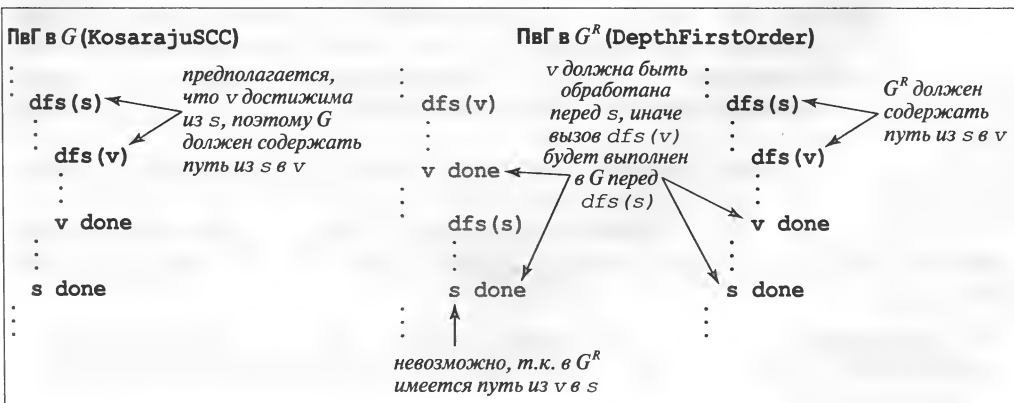 ПвГ в G (KosarajuSCC)
dfs(s)
предполагается,
что v достижима
из s, поэтому G
должен содержать
путь из s в v
dfs(v)
v done
s done
ПвГ в G^R (DepthFirstOrder)
dfs(v)
v done
dfs(s)
s done
невозможно, т.к. в G^R
имеется путь из v в s
v должна быть
обработана
перед s, иначе
вызов dfs(v)
будет выполнен
в G перед
dfs(s)
dfs(s)
dfs(v)
v done
s done
G^R должен
содержать
путь из s в v